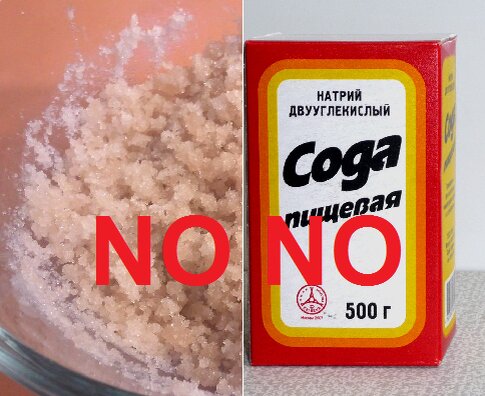 НАТРИЙ
ДВУУГЛЕКИСЛЫЙ
Сода
пищевая
NO NO
500 г